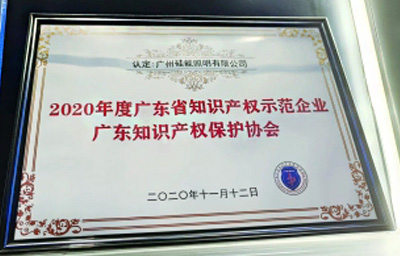 认定:广州硅能照明有限公司
2020年度广东省知识产权示范企业
广东知识产权保护协会
二〇二〇年十一月十二日